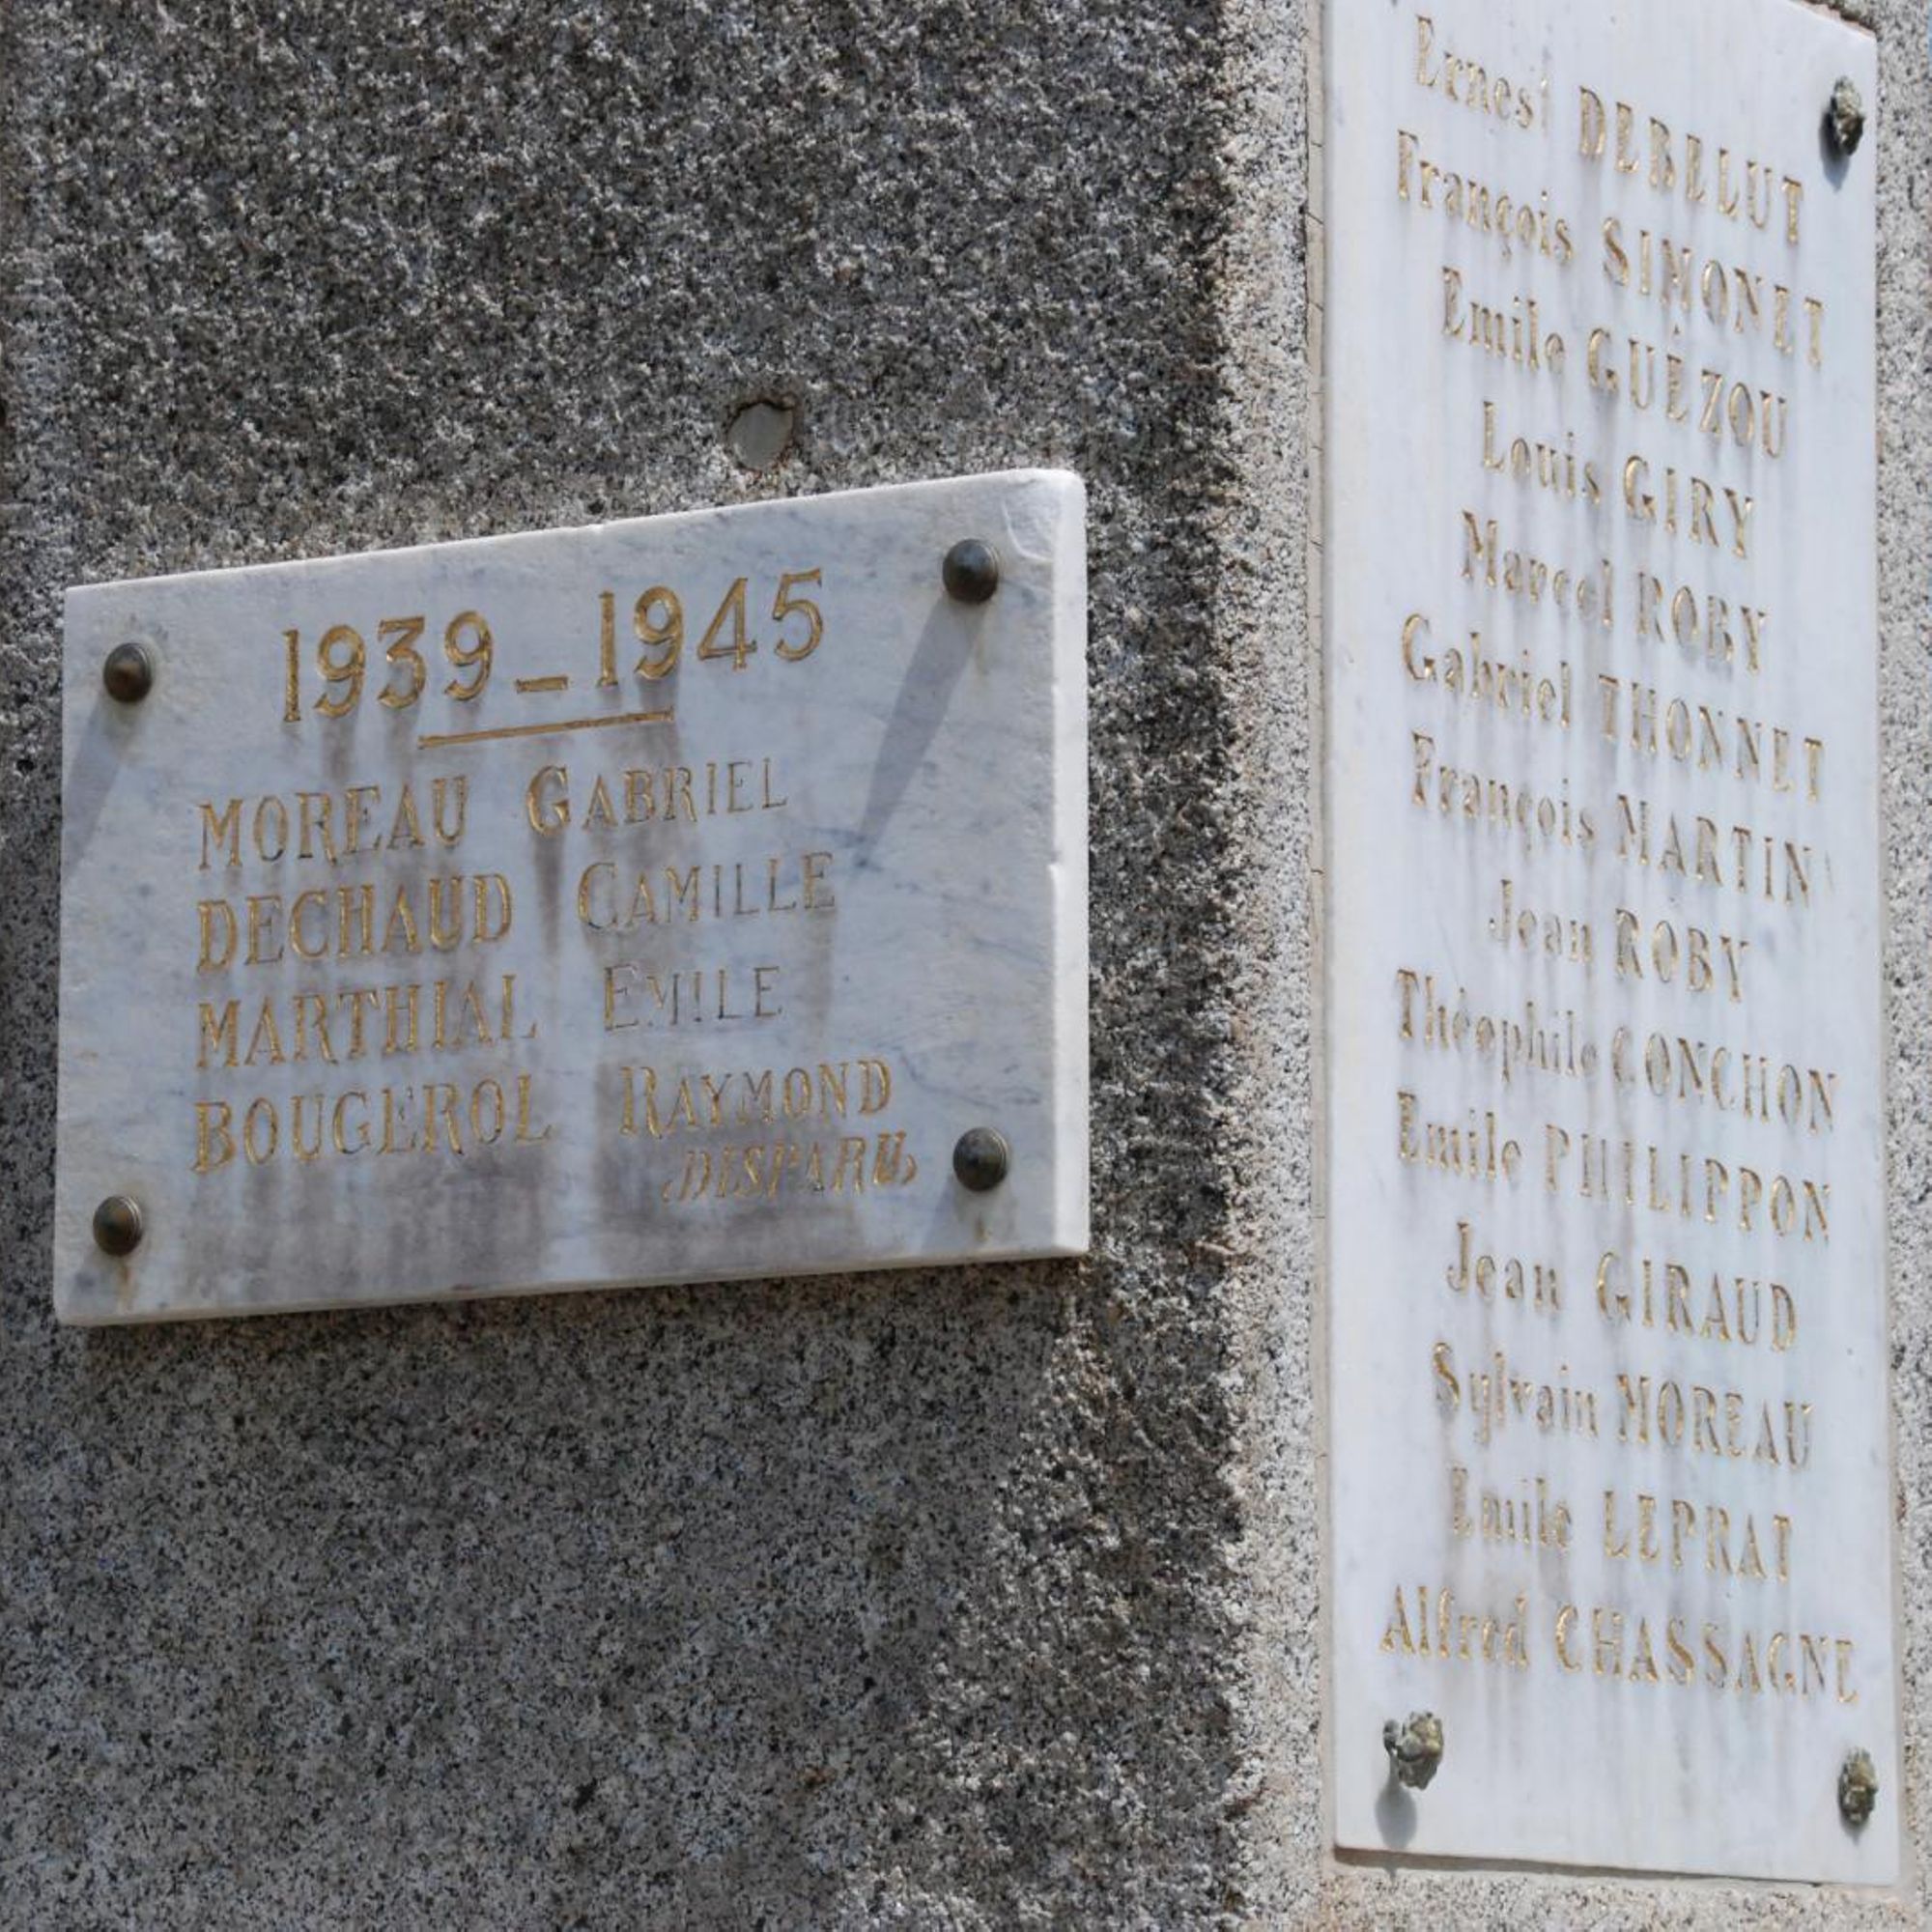 1939_1945
MOREAU GABRIEL
DECHAUD CAMILLE
MARTHIAL EMILE
BOUGEROL RAYMOND
(DISPARU)
Ernest DEBELUT
François SIMONET
Emile GUÉZOU
Louis GIRY
Marcel ROBY
Gabriel THONNET
François MARTIN
Jean ROBY
Théophile CONCHON
Emile PHILIPPON
Jean GIRAUD
Sylvain MOREAU
Emile LEPRAT
Alfred CHASSAGNE